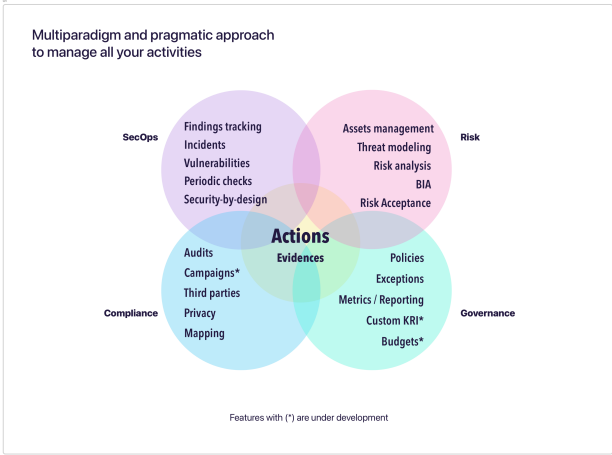 Multiparadigm and pragmatic approach
to manage all your activities
SecOps
Findings tracking
Incidents
Vulnerabilities
Periodic checks
Security-by-design
Assets management
Threat modeling
Risk analysis
BIA
Risk Acceptance
Risk
Actions
Evidences
Compliance
Audits
Campaigns*
Third parties
Privacy
Mapping
Policies
Exceptions
Metrics / Reporting
Custom KRI*
Budgets*
Governance
Features with (*) are under development